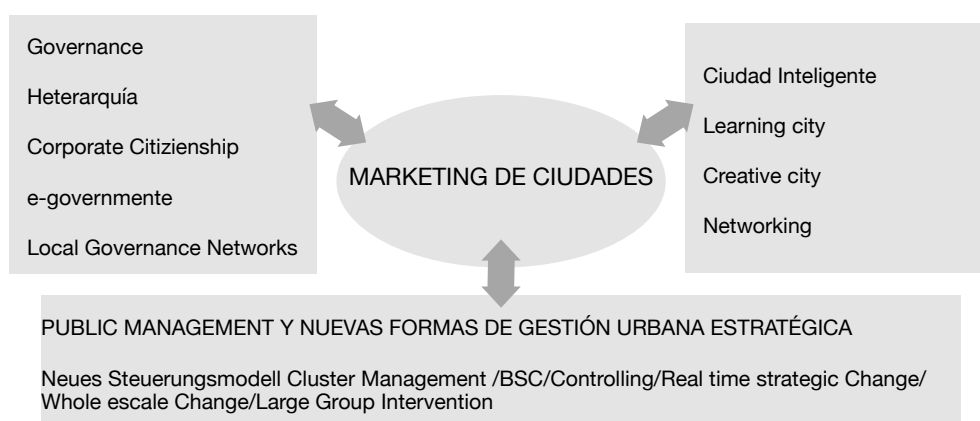 Governance
Heterarquía
Corporate Citizienship
e-governmente
Local Governance Networks
MARKETING DE CIUDADES
Ciudad Inteligente
Learning city
Creative city
Networking
PUBLIC MANAGEMENT Y NUEVAS FORMAS DE GESTIÓN URBANA ESTRATÉGICA
Neues Steuerungsmodell Cluster Management /BSC/Controlling/Real time strategic Change/
Whole escale Change/Large Group Intervention